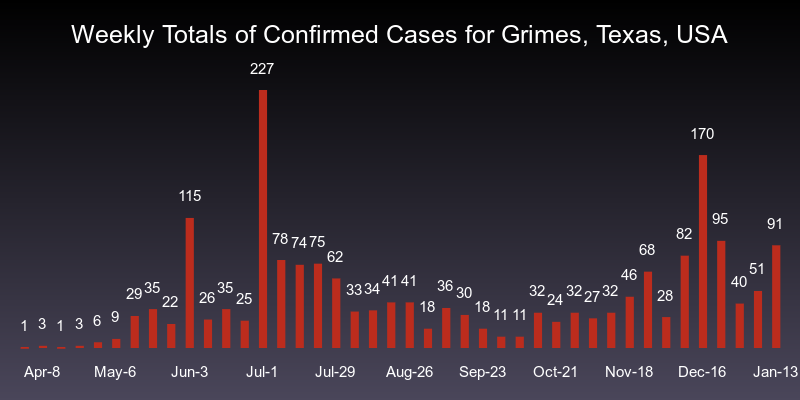 Weekly Totals of Confirmed Cases for Grimes, Texas, USA
1 3 1 3 6 9 29 35 22 115 26 35 25 227 78 74 75 62 33 34 41 41 18 36 30 18 11 11 32 24 32 27 32 46 68 28 82 170 95 40 51 91
Apr-8 May-6 Jun-3 Jul-1 Jul-29 Aug-26 Sep-23 Oct-21 Nov-18 Dec-16 Jan-13